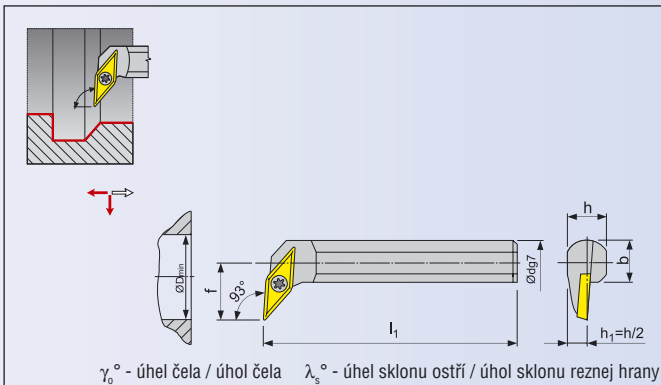 h
ØDmin
f
93°
Ødg7
b
l₁
h₁=h/2
γₒ° - úhel čela / úhol čela λₛ° - úhel sklonu ostří / úhol sklonu reznej hrany